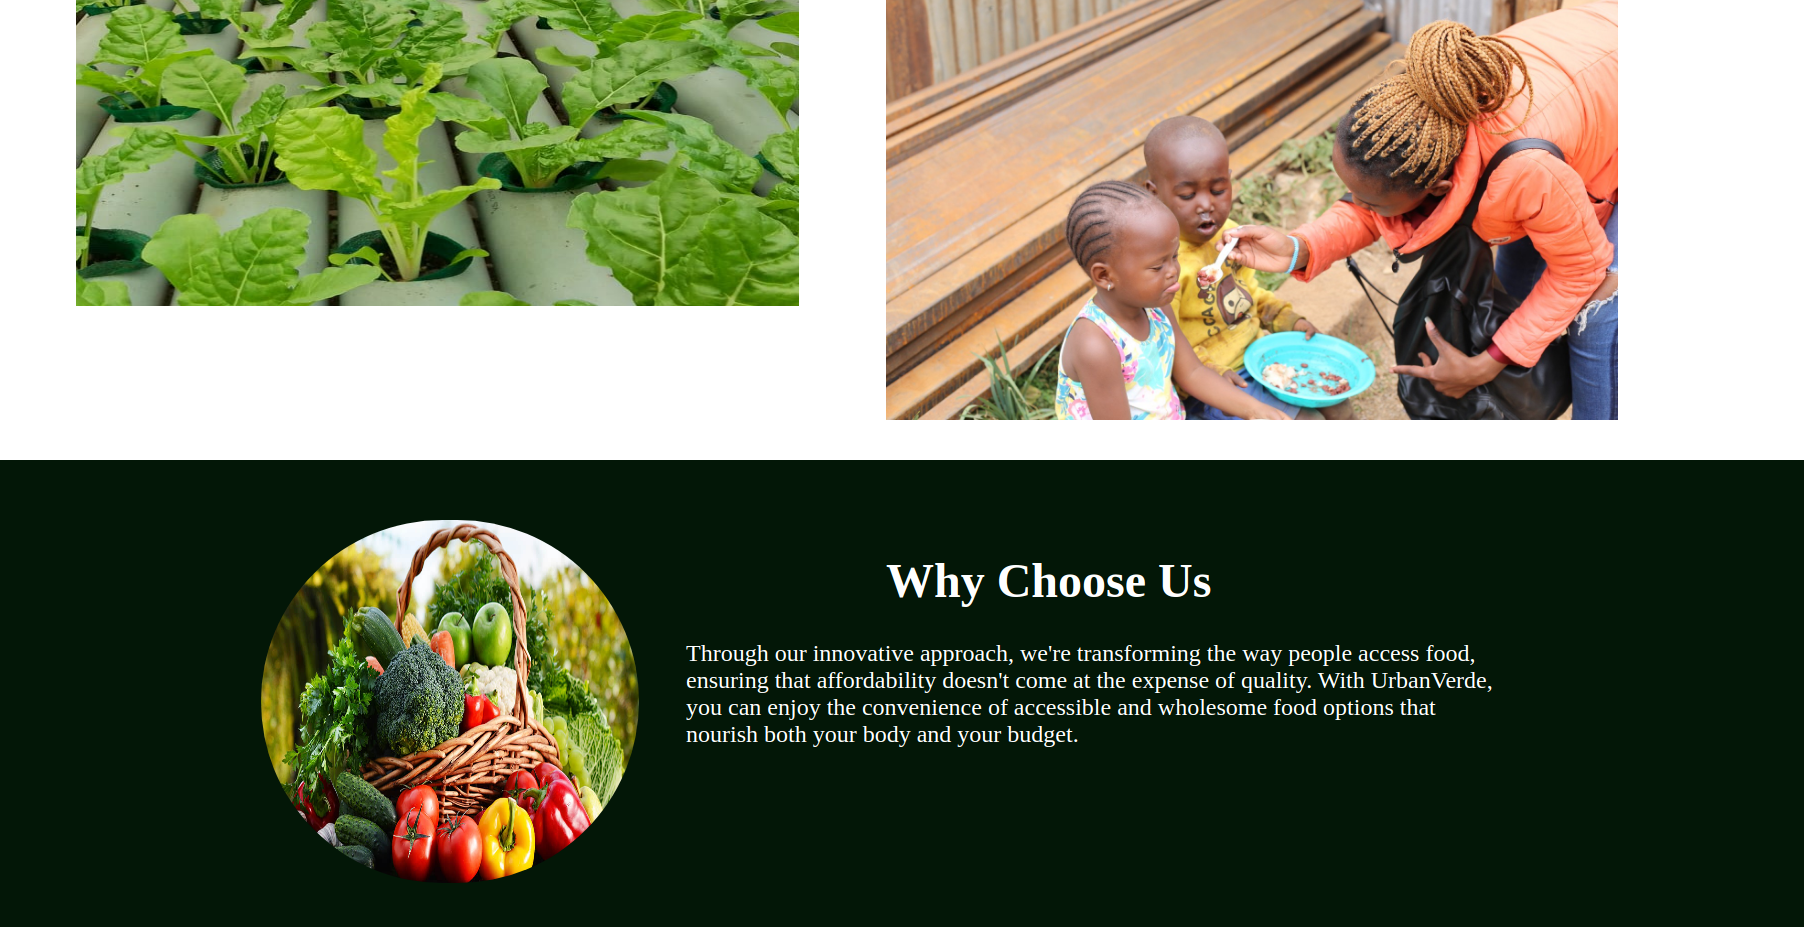 Why Choose Us
Through our innovative approach, we're transforming the way people access food,
ensuring that affordability doesn't come at the expense of quality. With UrbanVerde,
you can enjoy the convenience of accessible and wholesome food options that
nourish both your body and your budget.